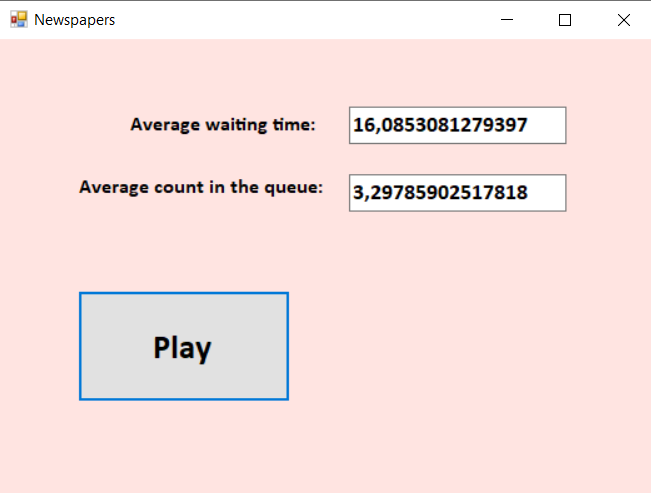 Newspapers
Average waiting time: 16,0853081279397
Average count in the queue: 3,29785902517818
Play